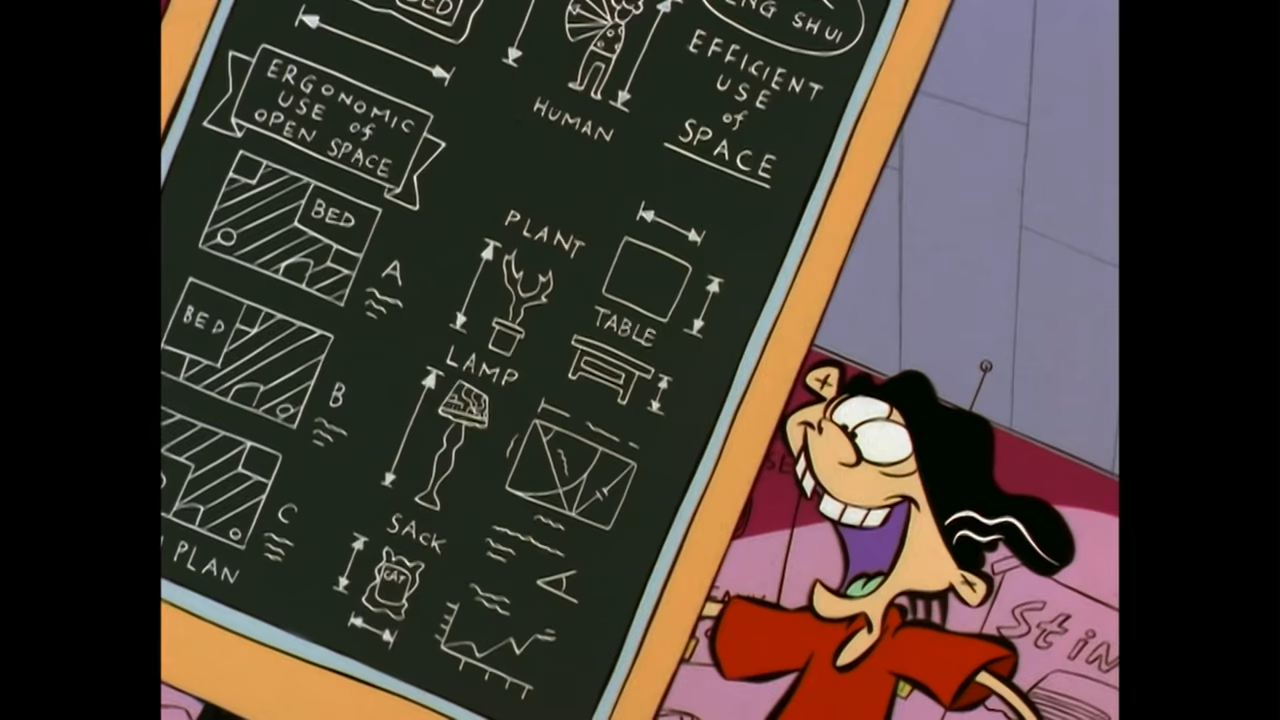 BED
ENG SHUI
EFFICIENT
USE
of
SPACE
HUMAN
ERGONOMIC
USE of
OPEN SPACE
BED
A
PLANT
TABLE
BED
B
LAMP
C
SACK
CAT
PLAN
StiN